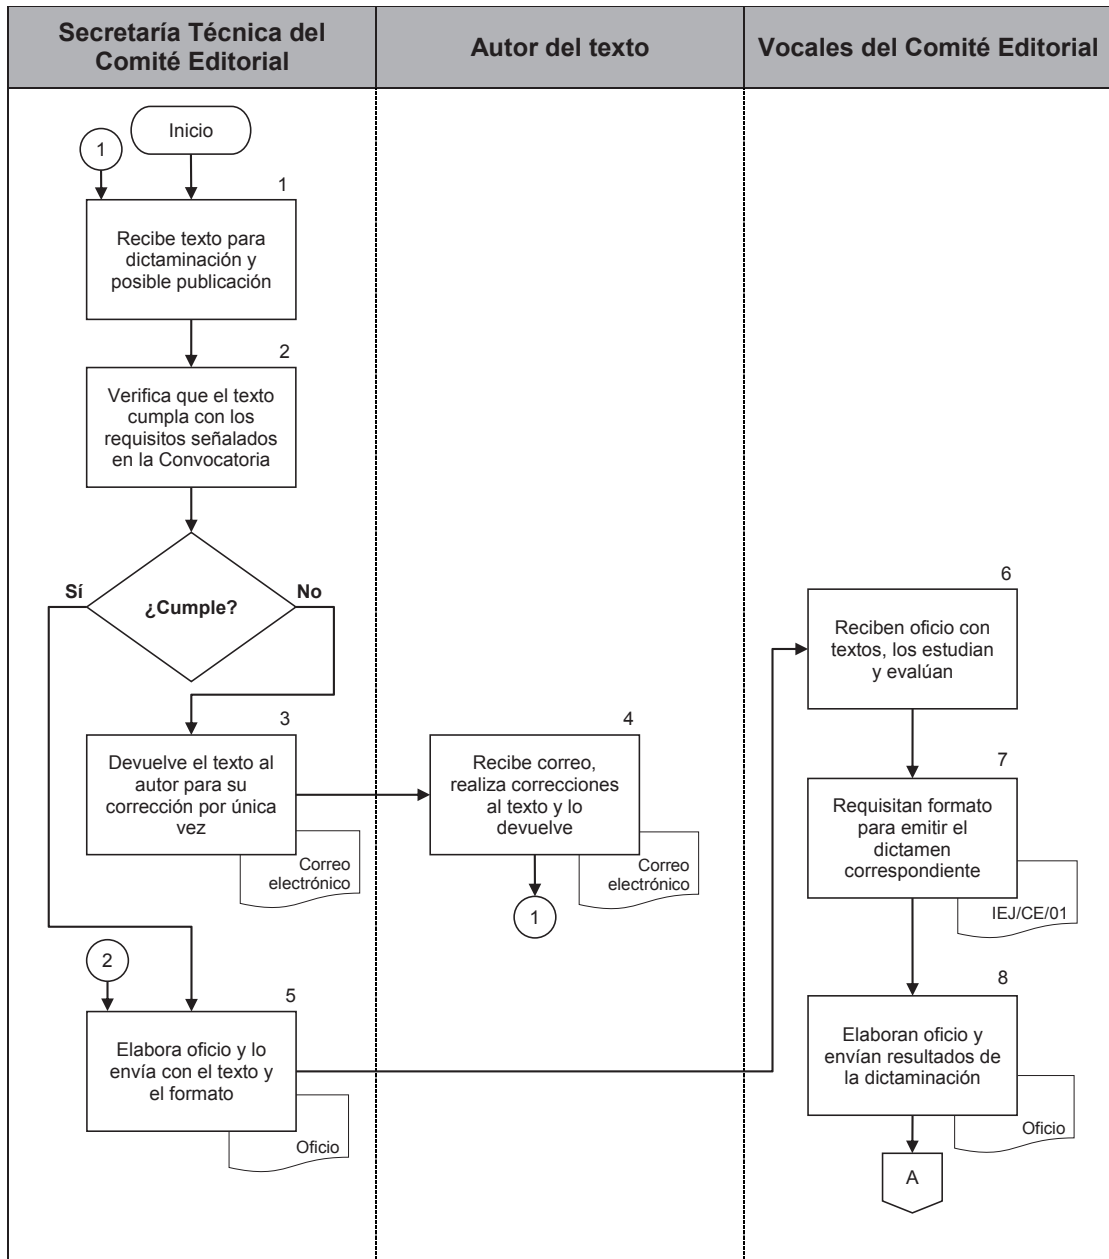 Secretaría Técnica del
Comité Editorial
Autor del texto
Vocales del Comité Editorial
Inicio
1
1
Recibe texto para
dictaminación y
posible publicación
2
Verifica que el texto
cumpla con los
requisitos señalados
en la Convocatoria
Sí
No
¿Cumple?
3
Devuelve el texto al
autor para su
corrección por única
vez
Correo
electrónico
4
Recibe correo,
realiza correcciones
al texto y lo
devuelve
Correo
electrónico
1
2
5
Elabora oficio y lo
envía con el texto y
el formato
Oficio
6
Reciben oficio con
textos, los estudian
y evalúan
7
Requisitan formato
para emitir el
dictamen
correspondiente
IEJ/CE/01
8
Elaboran oficio y
envían resultados de
la dictaminación
Oficio
A